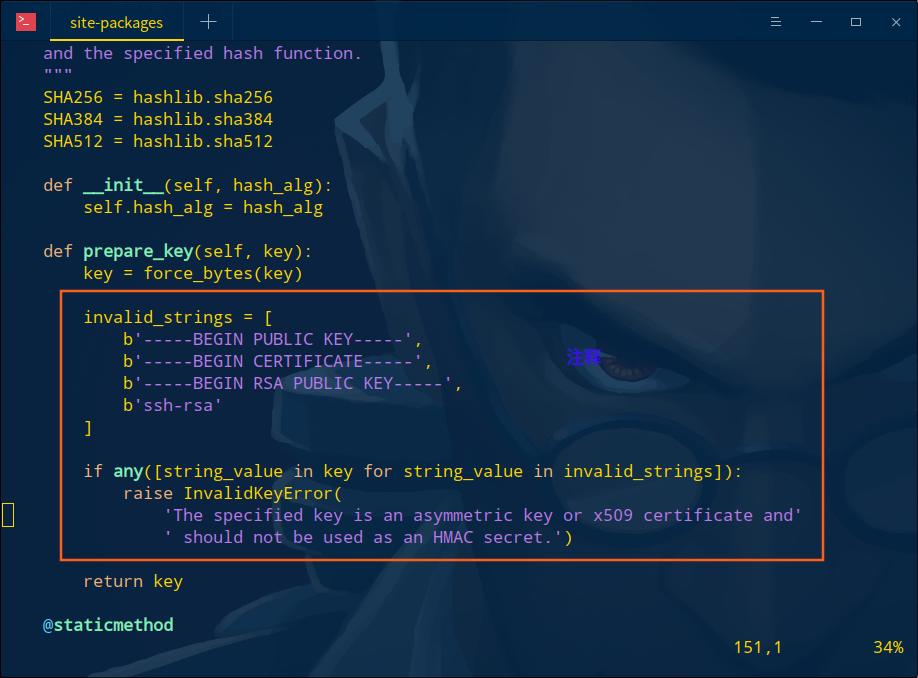 site-packages
and the specified hash function.
"""
SHA256 = hashlib.sha256
SHA384 = hashlib.sha384
SHA512 = hashlib.sha512
def __init__(self, hash_alg):
self.hash_alg = hash_alg
def prepare_key(self, key):
key = force_bytes(key)
invalid_strings = [
b'-----BEGIN PUBLIC KEY-----',
b'-----BEGIN CERTIFICATE-----',
b'-----BEGIN RSA PUBLIC KEY-----',
b'ssh-rsa'
]
注释
if any([string_value in key for string_value in invalid_strings]):
raise InvalidKeyError(
'The specified key is an asymmetric key or x509 certificate and'
' should not be used as an HMAC secret.')
return key
@staticmethod
151,1 34%